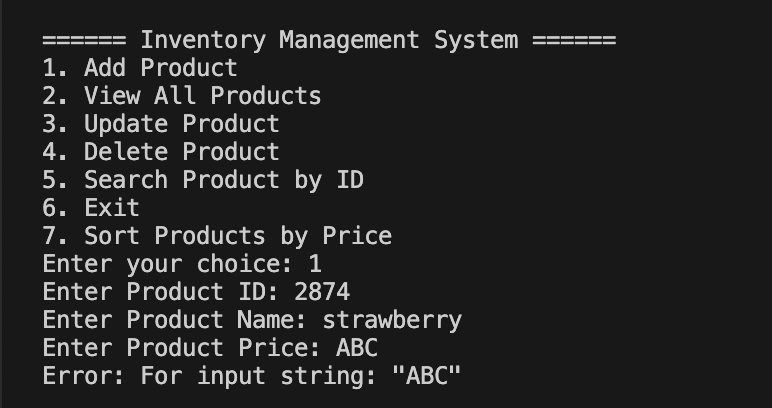 ====== Inventory Management System ======
1. Add Product
2. View All Products
3. Update Product
4. Delete Product
5. Search Product by ID
6. Exit
7. Sort Products by Price
Enter your choice: 1
Enter Product ID: 2874
Enter Product Name: strawberry
Enter Product Price: ABC
Error: For input string: "ABC"